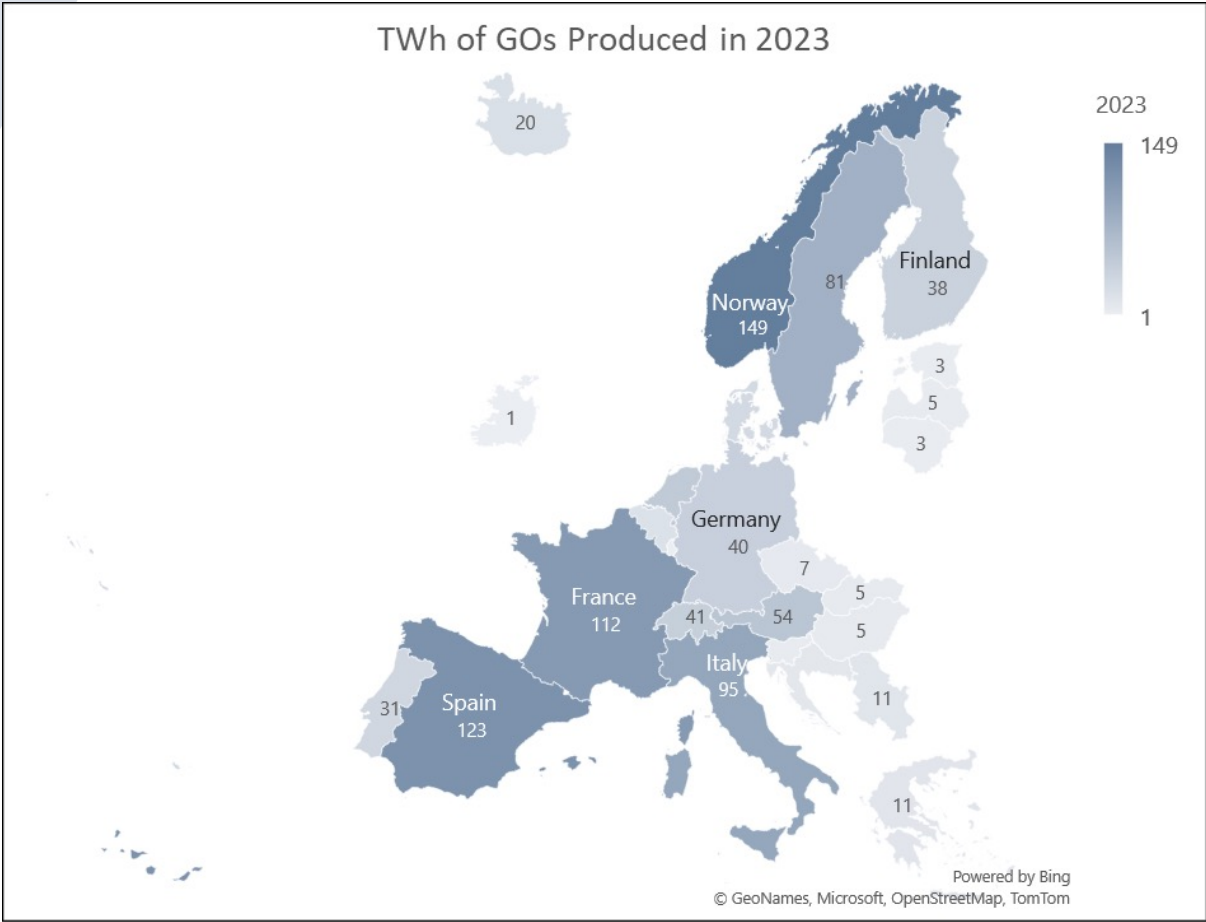 TWh of GOs Produced in 2023
2023
149
1
20
Finland
38
81
Norway
149
3
5
3
1
Germany
40
7
5
France
112
41
54
5
Italy
95
31
Spain
123
11
11
Powered by Bing
© GeoNames, Microsoft, OpenStreetMap, TomTom